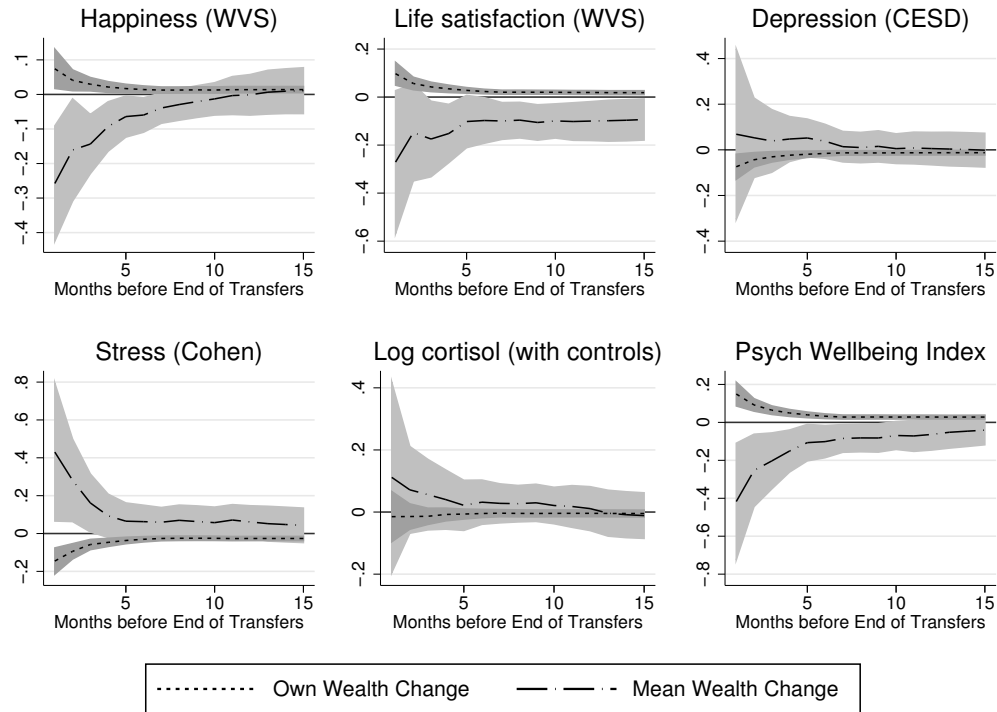 Happiness (WVS)
.1
0
-.1
-.2
-.3
-.4
5 10 15
Months before End of Transfers
Life satisfaction (WVS)
.2
0
-.2
-.4
-.6
5 10 15
Months before End of Transfers
Depression (CESD)
.4
.2
0
-.2
-.4
5 10 15
Months before End of Transfers
Stress (Cohen)
.8
.6
.4
.2
0
-.2
5 10 15
Months before End of Transfers
Log cortisol (with controls)
.4
.2
0
-.2
5 10 15
Months before End of Transfers
Psych Wellbeing Index
.2
0
-.2
-.4
-.6
-.8
5 10 15
Months before End of Transfers
Own Wealth Change Mean Wealth Change